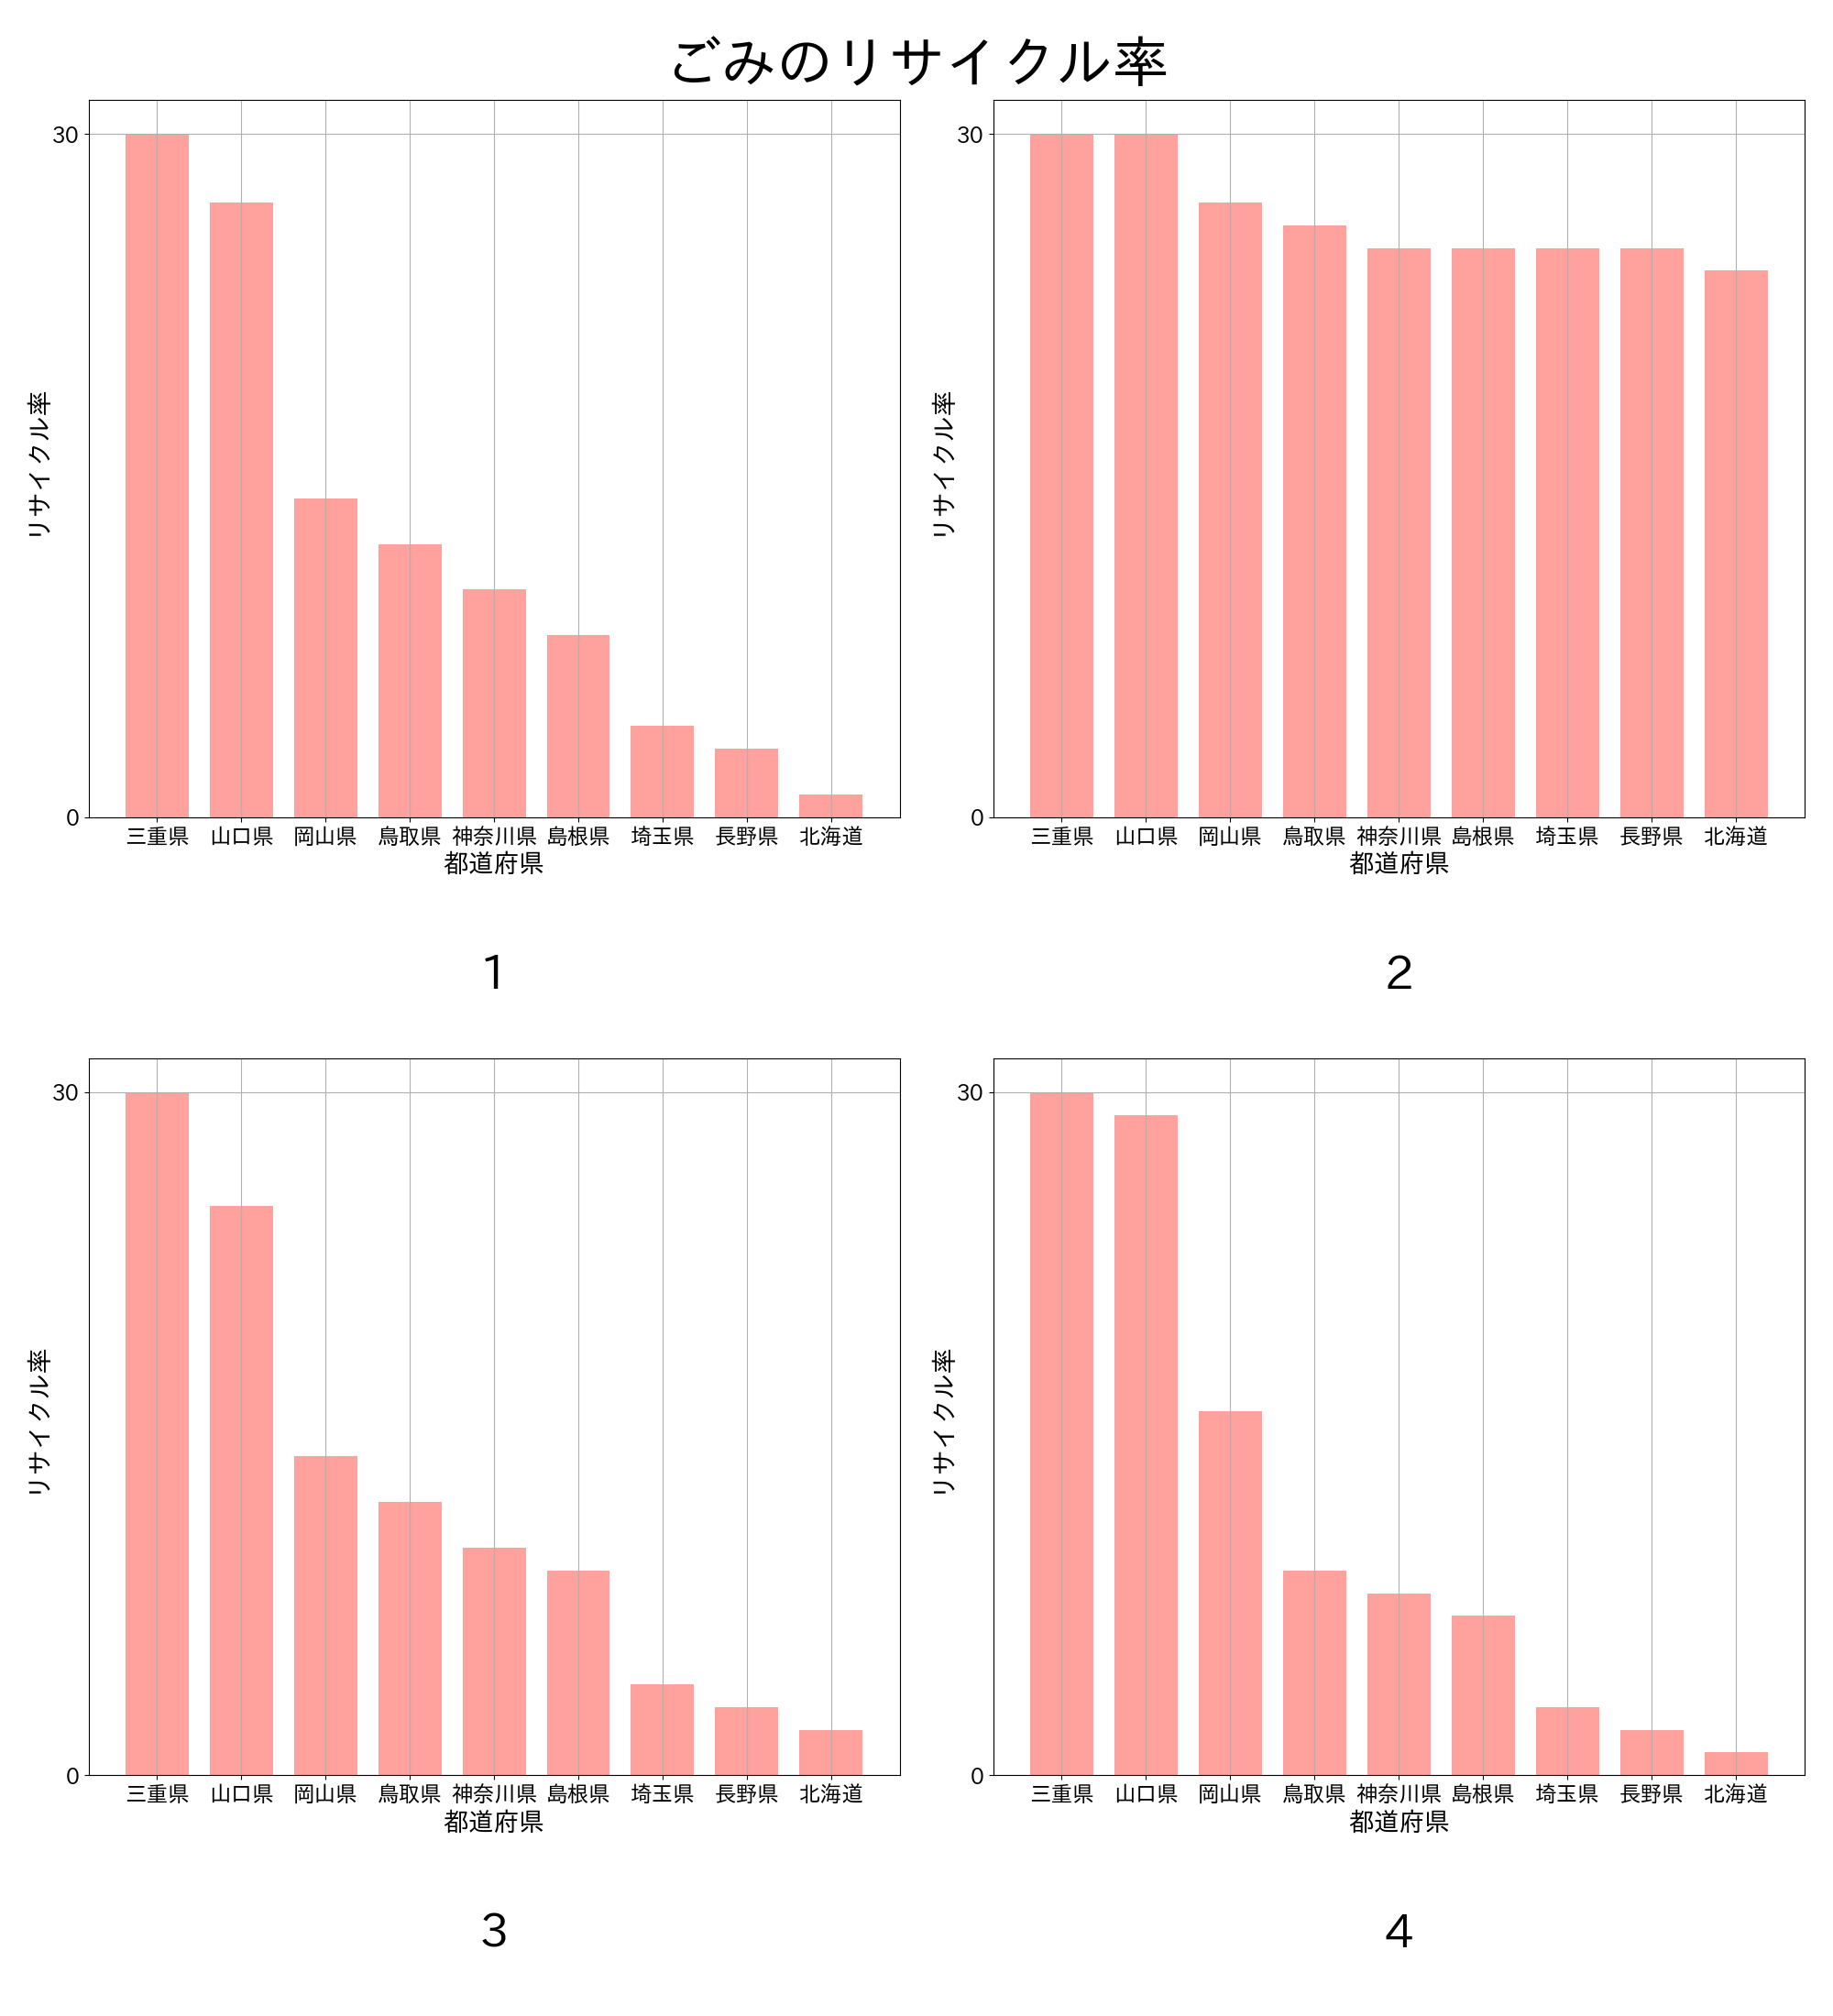 ごみのリサイクル率
30
0
リサイクル率
三重県 山口県 岡山県 鳥取県 神奈川県 島根県 埼玉県 長野県 北海道
都道府県
1
30
0
リサイクル率
三重県 山口県 岡山県 鳥取県 神奈川県 島根県 埼玉県 長野県 北海道
都道府県
2
30
0
リサイクル率
三重県 山口県 岡山県 鳥取県 神奈川県 島根県 埼玉県 長野県 北海道
都道府県
3
30
0
リサイクル率
三重県 山口県 岡山県 鳥取県 神奈川県 島根県 埼玉県 長野県 北海道
都道府県
4